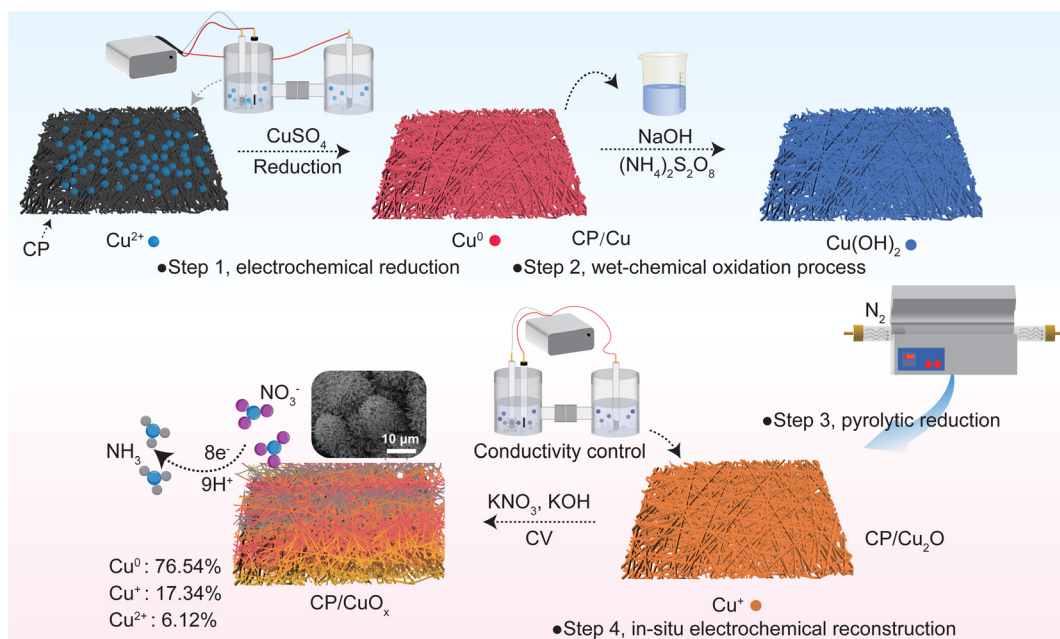 CuSO₄
Reduction
NaOH
(NH₄)₂S₂O₈
CP
Cu²⁺
Cu⁰
CP/Cu
Cu(OH)₂
●Step 1, electrochemical reduction
●Step 2, wet-chemical oxidation process
N₂
●Step 3, pyrolytic reduction
Conductivity control
NO₃⁻
10 μm
NH₃
8e⁻
9H⁺
KNO₃, KOH
CV
CP/Cu₂O
Cu⁰ : 76.54%
Cu⁺ : 17.34%
Cu²⁺ : 6.12%
CP/CuOₓ
Cu⁺
●Step 4, in-situ electrochemical reconstruction